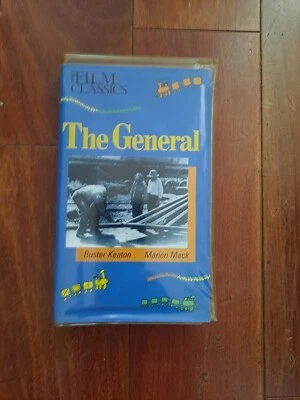 FILM
CLASSICS
The General
Buster Keaton Marion Mack